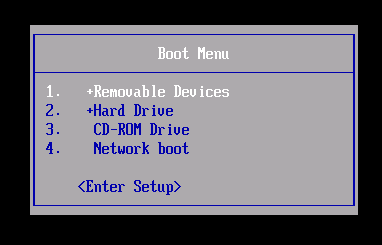 Boot Menu
1. +Removable Devices
2. +Hard Drive
3. CD-ROM Drive
4. Network boot
<Enter Setup>